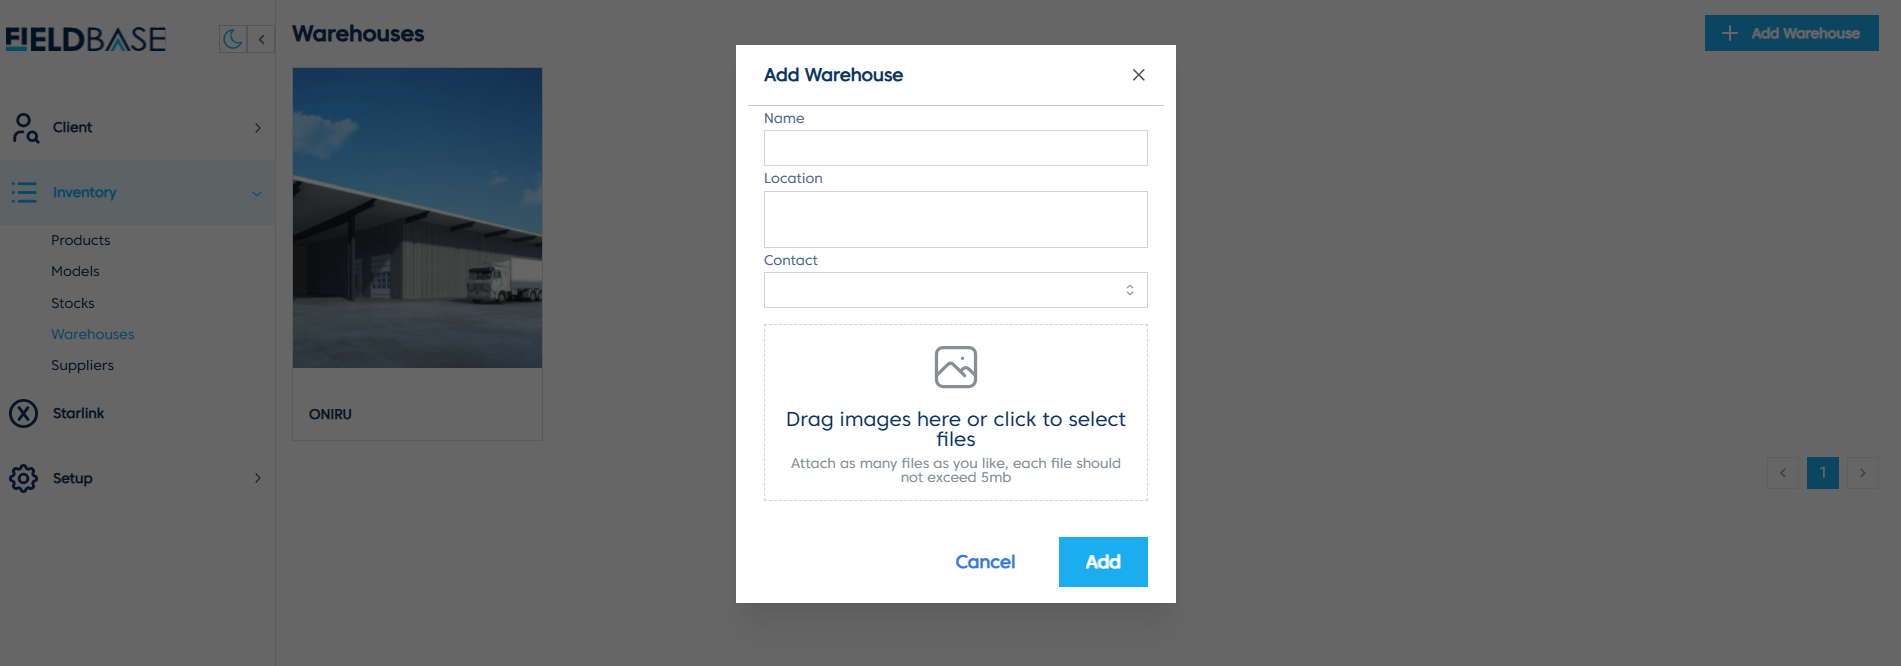 FIELDBASE
Warehouses
Add Warehouse
Client
Inventory
Products
Models
Stocks
Warehouses
Suppliers
Starlink
Setup
ONIRU
Add Warehouse
Name
Location
Contact
Drag images here or click to select
files
Attach as many files as you like, each file should
not exceed 5mb
Cancel
Add
1